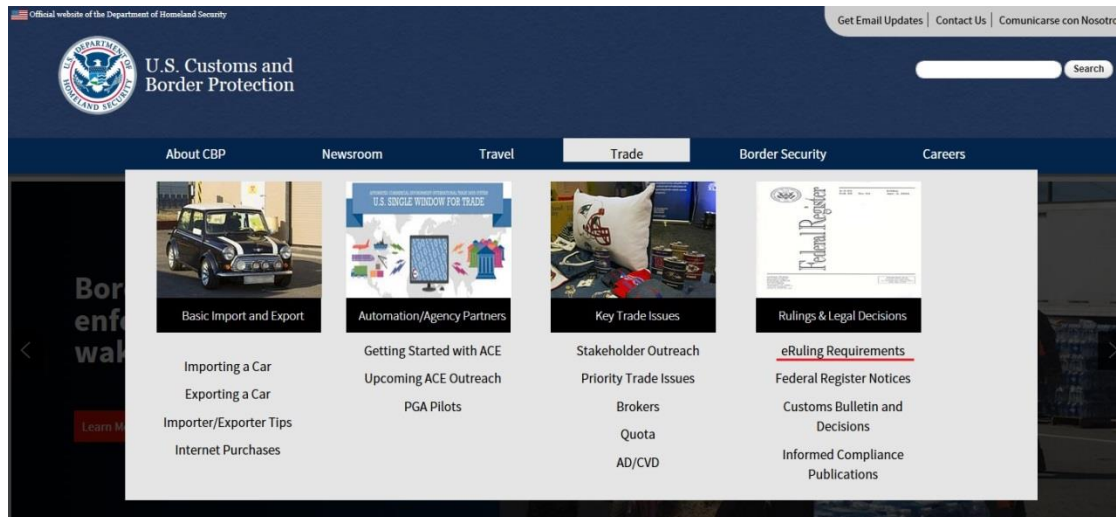 Official website of the Department of Homeland Security
Get Email Updates | Contact Us | Comunicarse con Nosotro
U.S. Customs and
Border Protection
Search
About CBP Newsroom Travel Trade Border Security Careers
U.S. SINGLE WINDOW FOR TRADE
Federal Register
Basic Import and Export
Automation/Agency Partners
Key Trade Issues
Rulings & Legal Decisions
Importing a Car
Exporting a Car
Importer/Exporter Tips
Internet Purchases
Getting Started with ACE
Upcoming ACE Outreach
PGA Pilots
Stakeholder Outreach
Priority Trade Issues
Brokers
Quota
AD/CVD
eRuling Requirements
Federal Register Notices
Customs Bulletin and
Decisions
Informed Compliance
Publications
Bor
enf
wak
Learn M